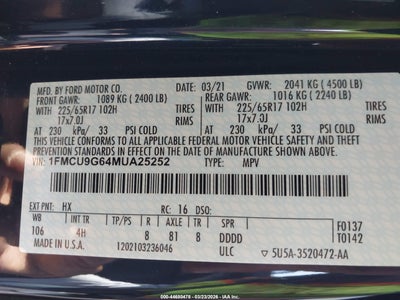 MFD. BY FORD MOTOR CO. 03/21 GVWR: 2041 KG ( 4500 LB)
FRONT GAWR: 1089 KG ( 2400 LB) REAR GAWR: 1016 KG ( 2240 LB)
WITH 225/65R17 102H TIRES WITH 225/65R17 102H TIRES
17x7.0J RIMS 17x7.0J RIMS
AT 230 kPa/ 33 PSI COLD AT 230 kPa/ 33 PSI COLD
THIS VEHICLE CONFORMS TO ALL APPLICABLE FEDERAL MOTOR
VEHICLE SAFETY AND THEFT PREVENTION STANDARDS IN EFFECT ON THE DATE OF MANUFACTURE SHOWN ABOVE.
VIN: 1FMCU9G64MUA25252 TYPE: MPV
EXT PNT: HX RC: 16 DSO:
WB INT TR TP/PS R AXLE TR SPR F0137
106 4H 8 81 8 DDDD T0142
MADE IN U.S.A. 1202103236046 ULC 5U5A-3520472-AA
000-44650478 - 03/23/2026 - IAA Inc.